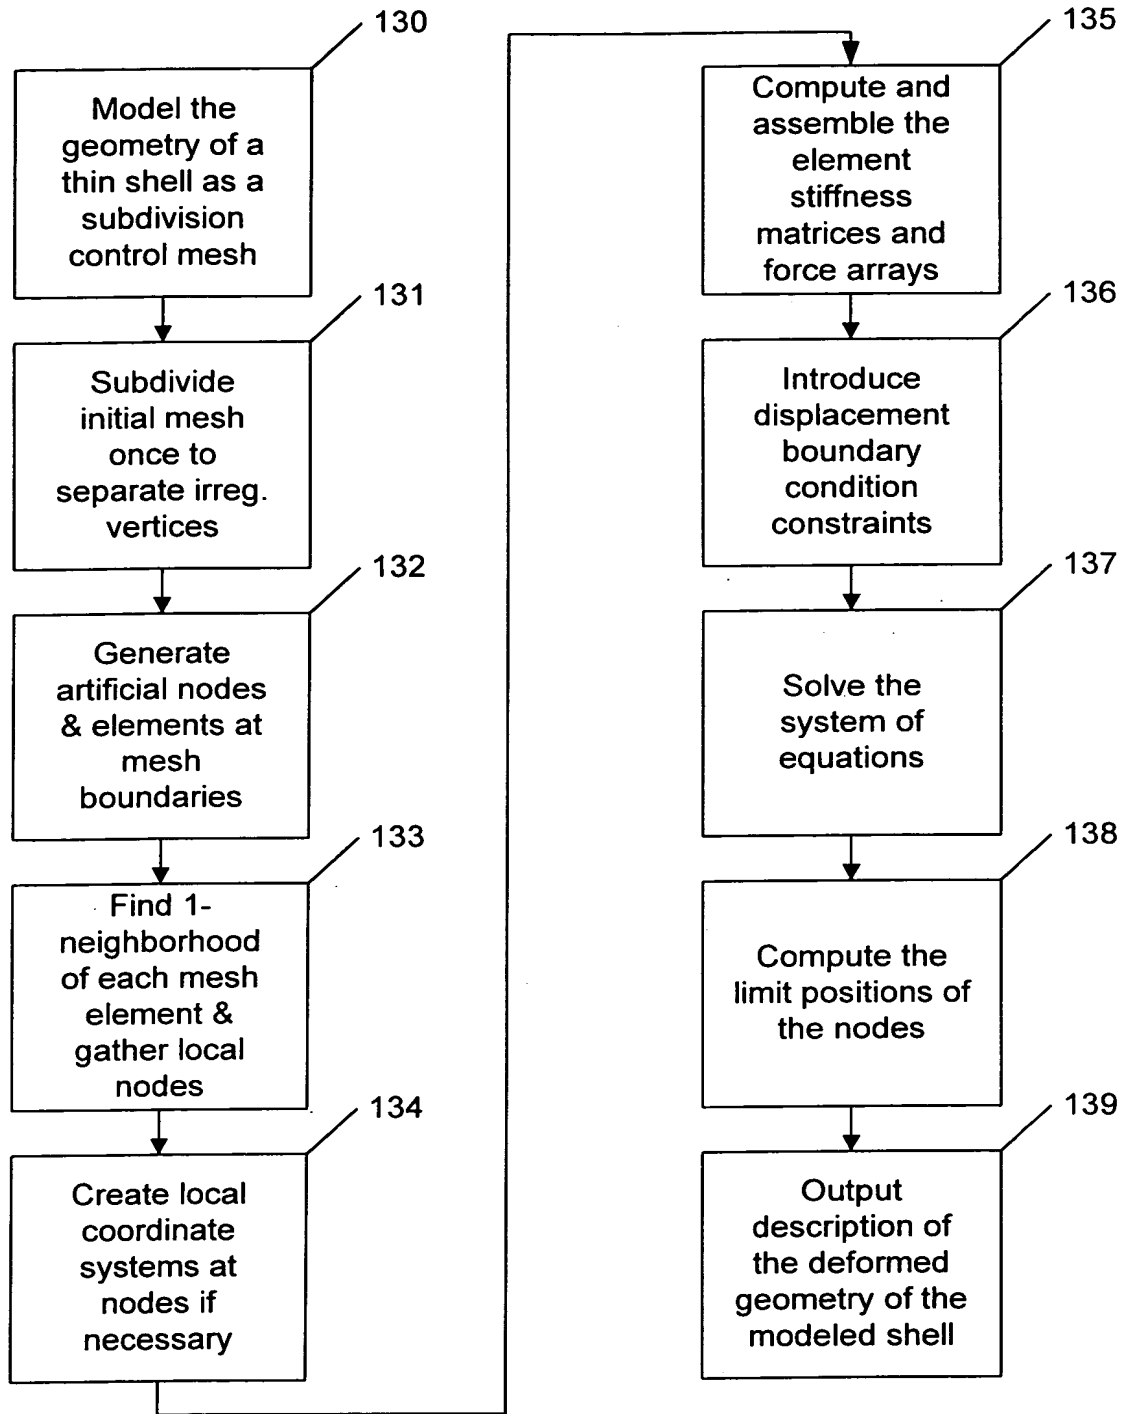 130
Model the
geometry of a
thin shell as a
subdivision
control mesh
131
Subdivide
initial mesh
once to
separate irreg.
vertices
132
Generate
artificial nodes
& elements at
mesh
boundaries
133
Find 1-
neighborhood
of each mesh
element &
gather local
nodes
134
Create local
coordinate
systems at
nodes if
necessary
135
Compute and
assemble the
element
stiffness
matrices and
force arrays
136
Introduce
displacement
boundary
condition
constraints
137
Solve the
system of
equations
138
Compute the
limit positions of
the nodes
139
Output
description of
the deformed
geometry of the
modeled shell